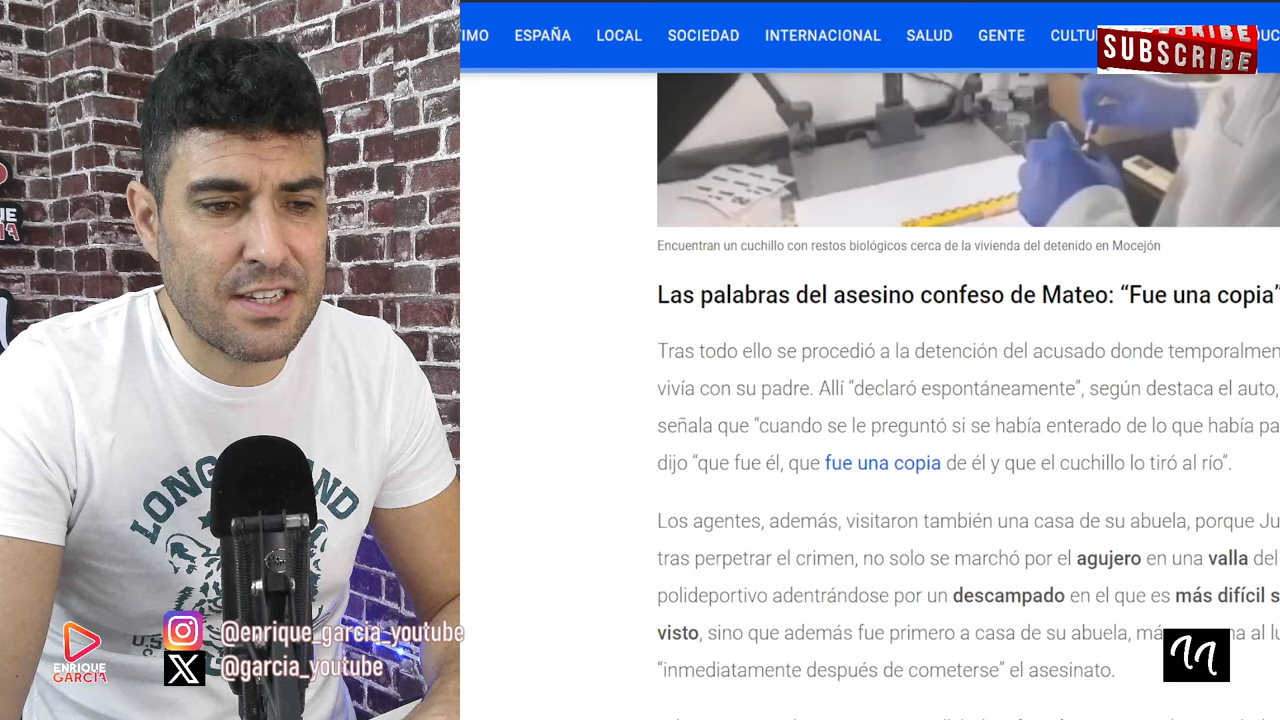 IMO ESPAÑA LOCAL SOCIEDAD INTERNACIONAL SALUD GENTE
SUBSCRIBE
Encuentran un cuchillo con restos biológicos cerca de la vivienda del detenido en Mocejón
Las palabras del asesino confeso de Mateo: “Fue una copia”
Tras todo ello se procedió a la detención del acusado donde temporalmen
vivía con su padre. Allí “declaró espontáneamente”, según destaca el auto,
señala que “cuando se le preguntó si se había enterado de lo que había pa
dijo “que fue él, que fue una copia de él y que el cuchillo lo tiró al río”.
Los agentes, además, visitaron también una casa de su abuela, porque Ju
tras perpetrar el crimen, no solo se marchó por el agujero en una valla del
polideportivo adentrándose por un descampado en el que es más difícil s
visto, sino que además fue primero a casa de su abuela, má
“inmediatamente después de cometerse” el asesinato.
LONG
ND
@enrique_garcia_youtube
@garcia_youtube
ENRIQUE
GARCIA